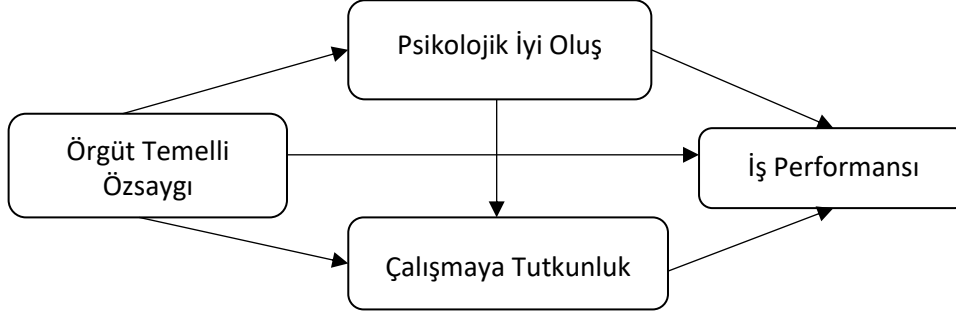 Psikolojik İyi Oluş
Örgüt Temelli
Özsaygı
İş Performansı
Çalışmaya Tutkunluk